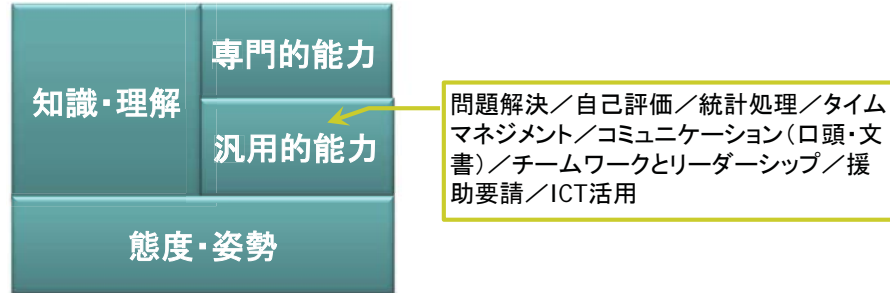 専門的能力
知識・理解
汎用的能力
態度・姿勢
問題解決／自己評価／統計処理／タイム
マネジメント／コミュニケーション（口頭・文
書）／チームワークとリーダーシップ／援
助要請／ICT活用